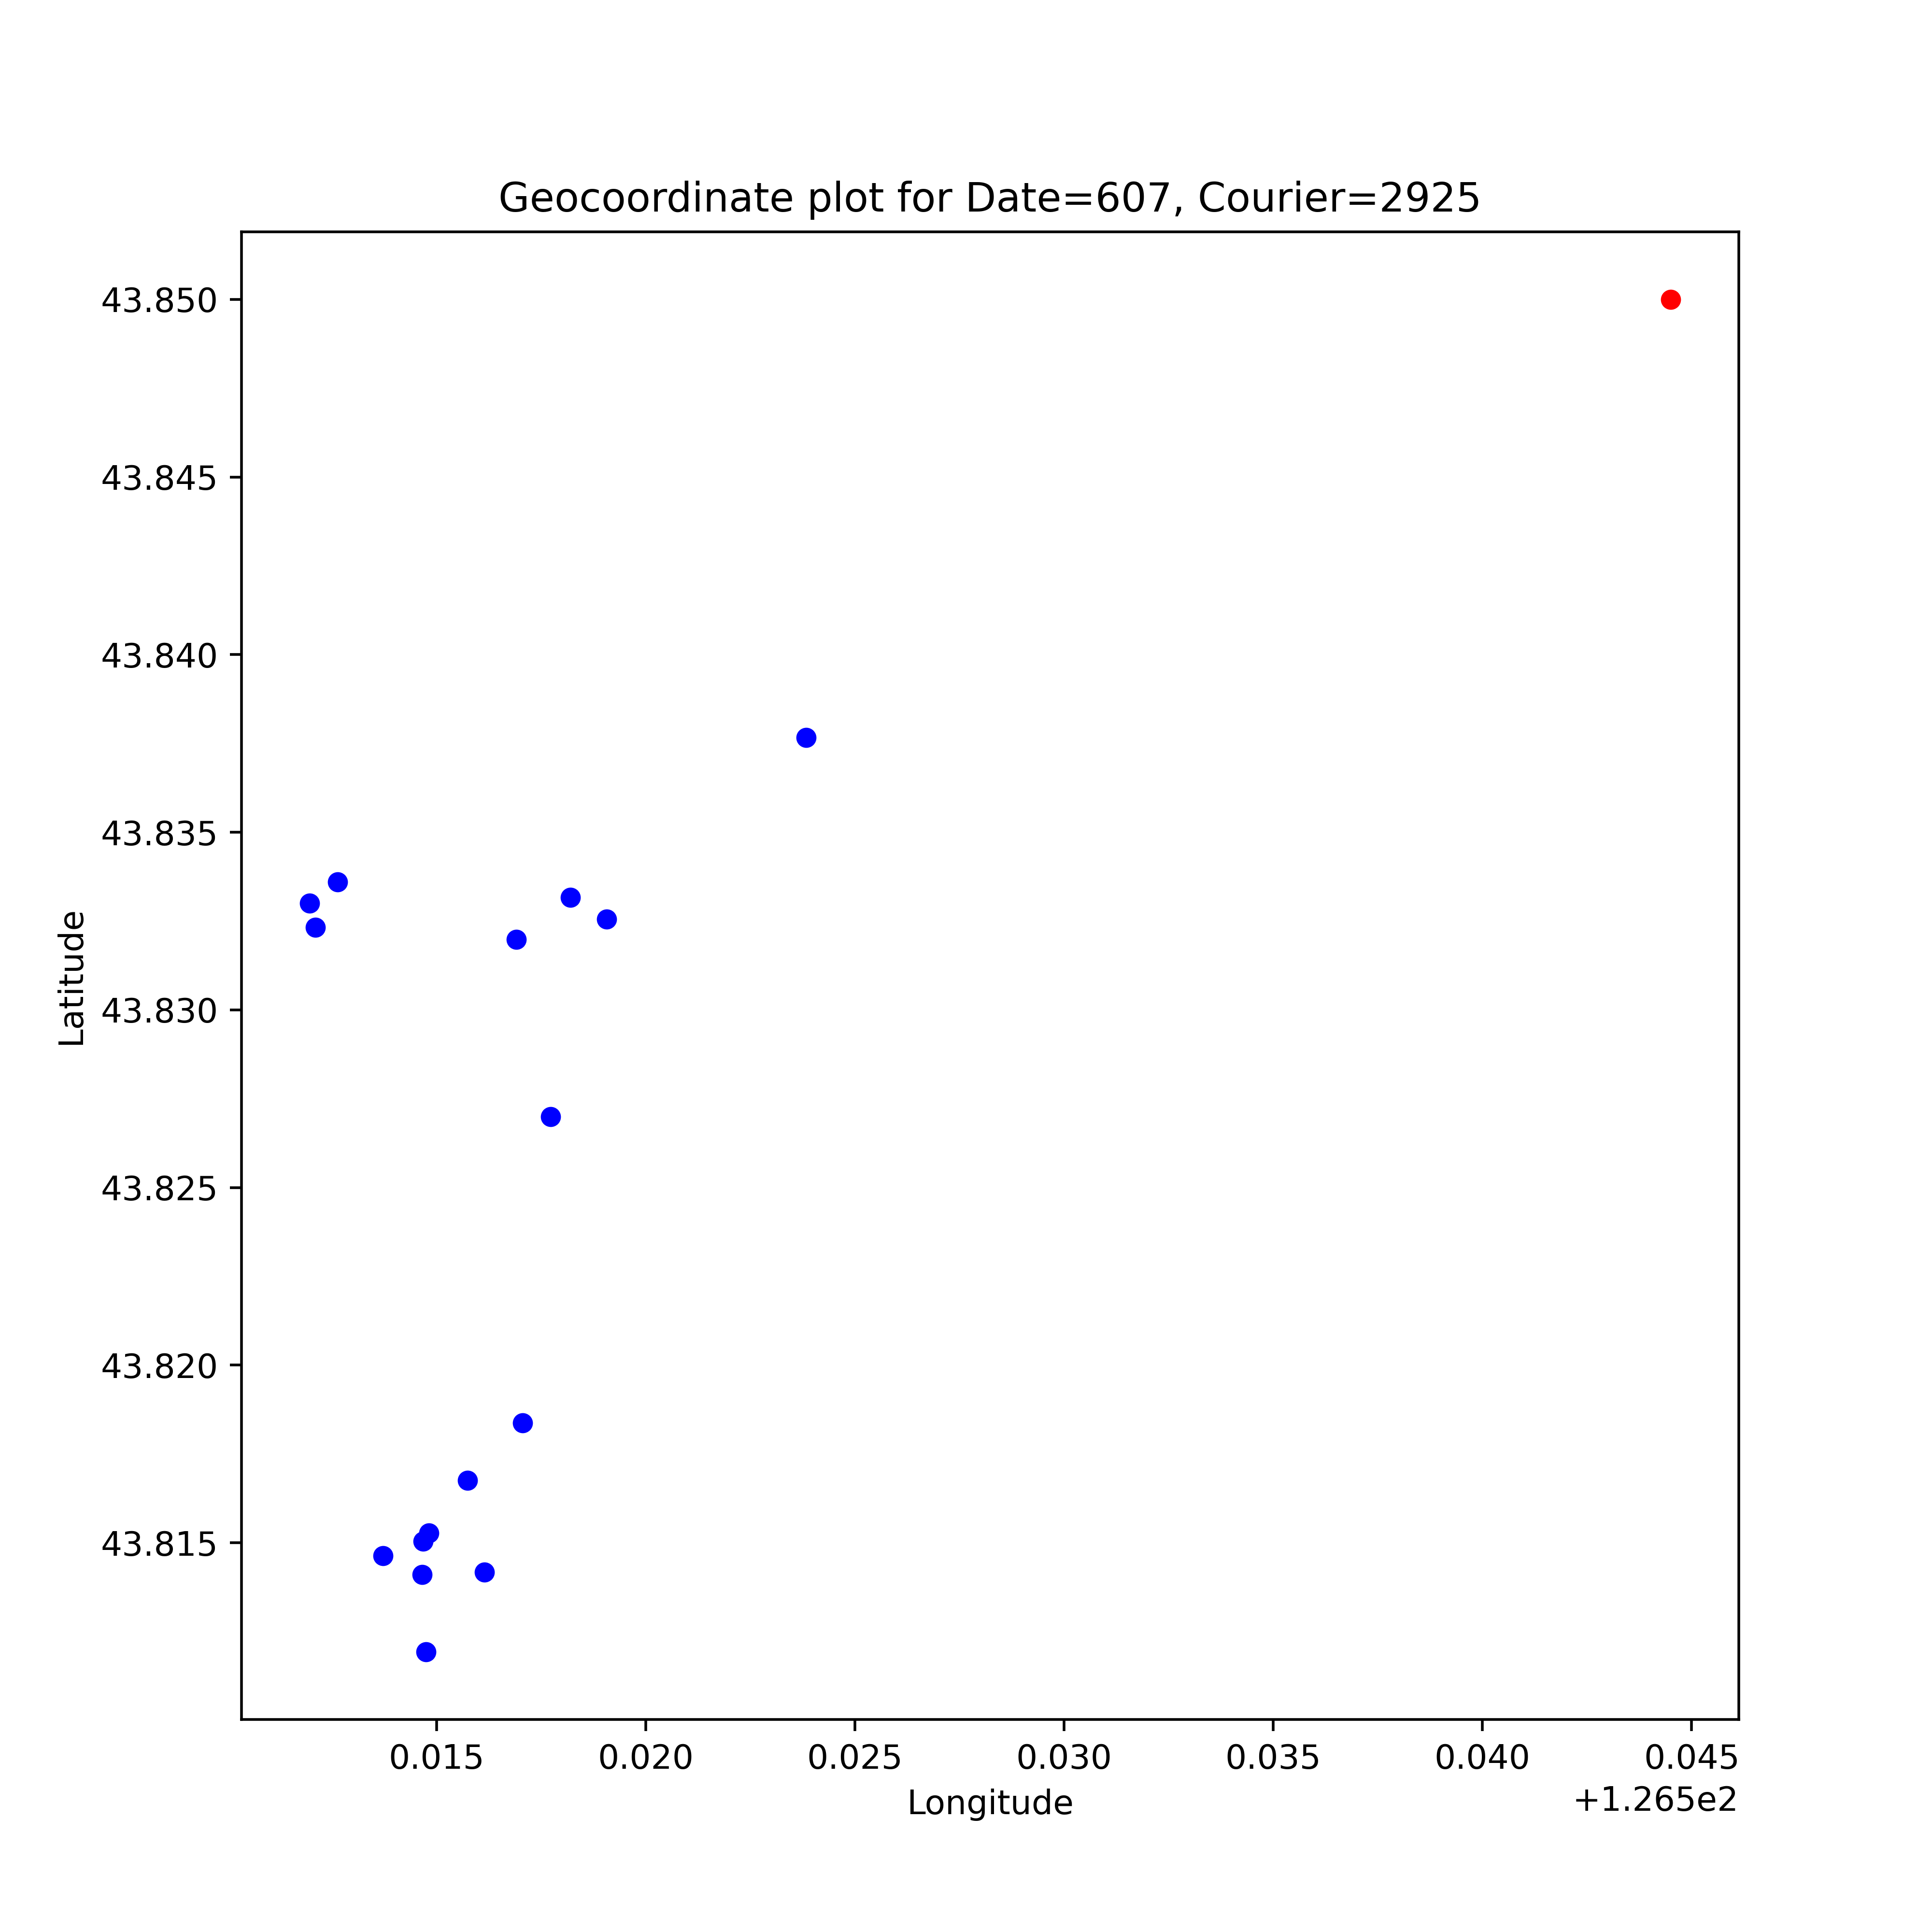 Geocoordinate plot for Date=607, Courier=2925
43.850
43.845
43.840
43.835
43.830
43.825
43.820
43.815
Latitude
0.015 0.020 0.025 0.030 0.035 0.040 0.045
Longitude
+1.265e2